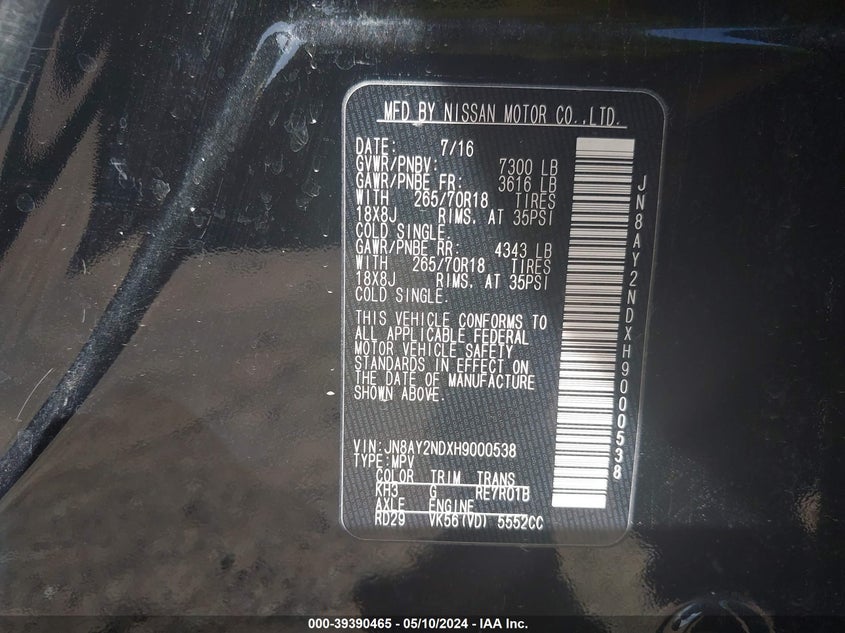 MFD BY NISSAN MOTOR CO.,LTD.
DATE: 7/16
GVWR/PNBV: 7300 LB
GAWR/PNBE FR: 3616 LB
WITH 265/70R18 TIRES
18X8J RIMS. AT 35PSI
COLD SINGLE.
GAWR/PNBE RR: 4343 LB
WITH 265/70R18 TIRES
18X8J RIMS. AT 35PSI
COLD SINGLE.
THIS VEHICLE CONFORMS TO
ALL APPLICABLE FEDERAL
MOTOR VEHICLE SAFETY
STANDARDS IN EFFECT ON
THE DATE OF MANUFACTURE
SHOWN ABOVE.
VIN:JN8AY2NDXH9000538
TYPE:MPV
COLOR TRIM TRANS
KH3 G RE7R01B
AXLE ENGINE
RD29 VK56(VD) 5552CC
JN8AY2NDXH9000538
000-39390465 - 05/10/2024 - IAA Inc.